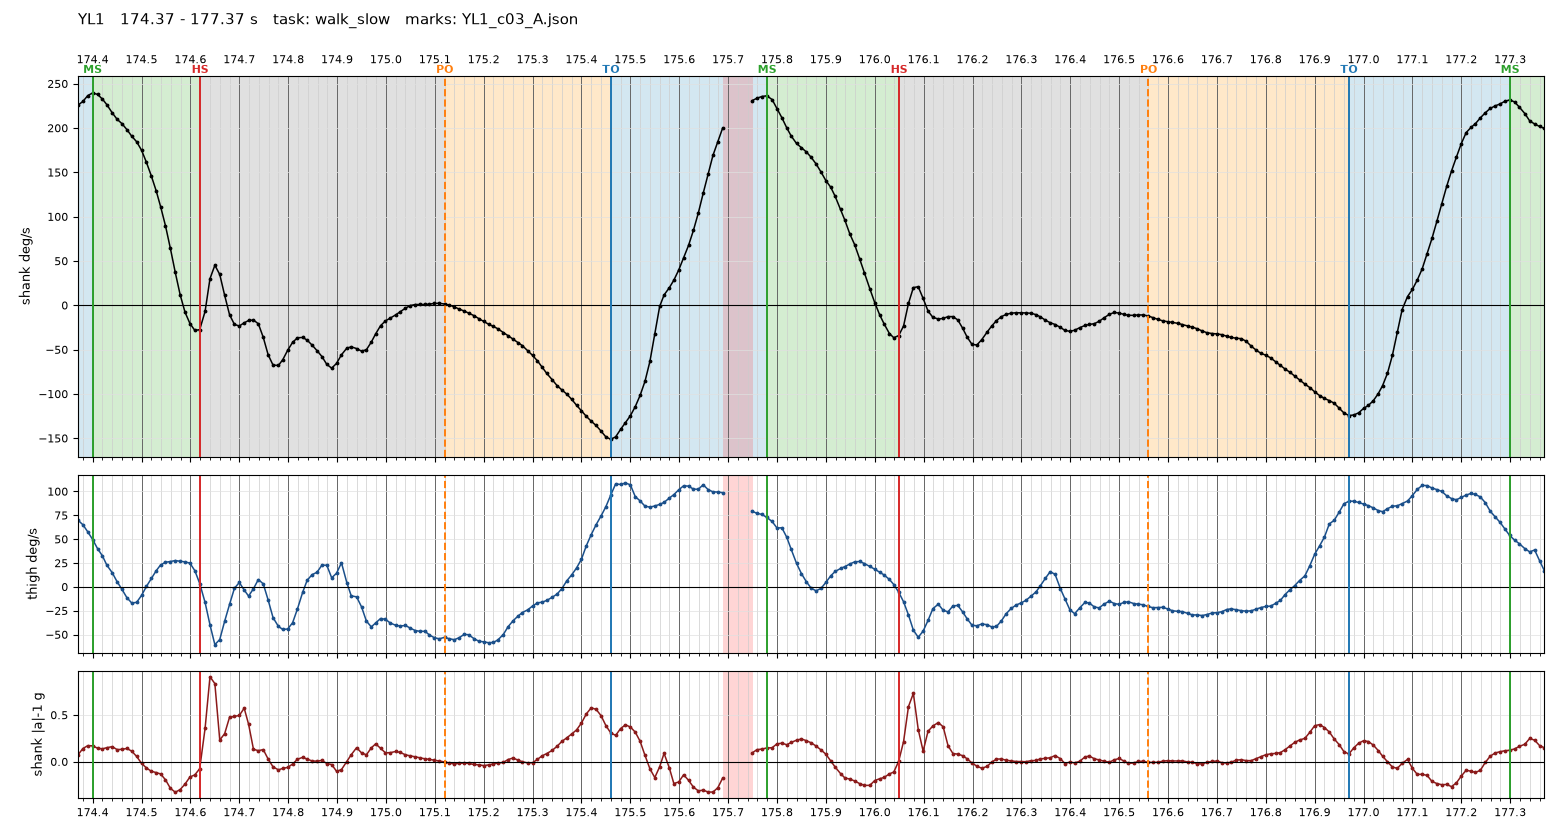 YL1 174.37 - 177.37 s task: walk_slow marks: YL1_c03_A.json
174.4 174.5 174.6 174.7 174.8 174.9 175.0 175.1 175.2 175.3 175.4 175.5 175.6 175.7 175.8 175.9 176.0 176.1 176.2 176.3 176.4 176.5 176.6 176.7 176.8 176.9 177.0 177.1 177.2 177.3
MS HS PO TO MS HS PO TO MS
250
200
150
100
50
0
−50
−100
−150
shank deg/s
100
75
50
25
0
−25
−50
thigh deg/s
0.5
0.0
shank |a|-1 g
174.4 174.5 174.6 174.7 174.8 174.9 175.0 175.1 175.2 175.3 175.4 175.5 175.6 175.7 175.8 175.9 176.0 176.1 176.2 176.3 176.4 176.5 176.6 176.7 176.8 176.9 177.0 177.1 177.2 177.3